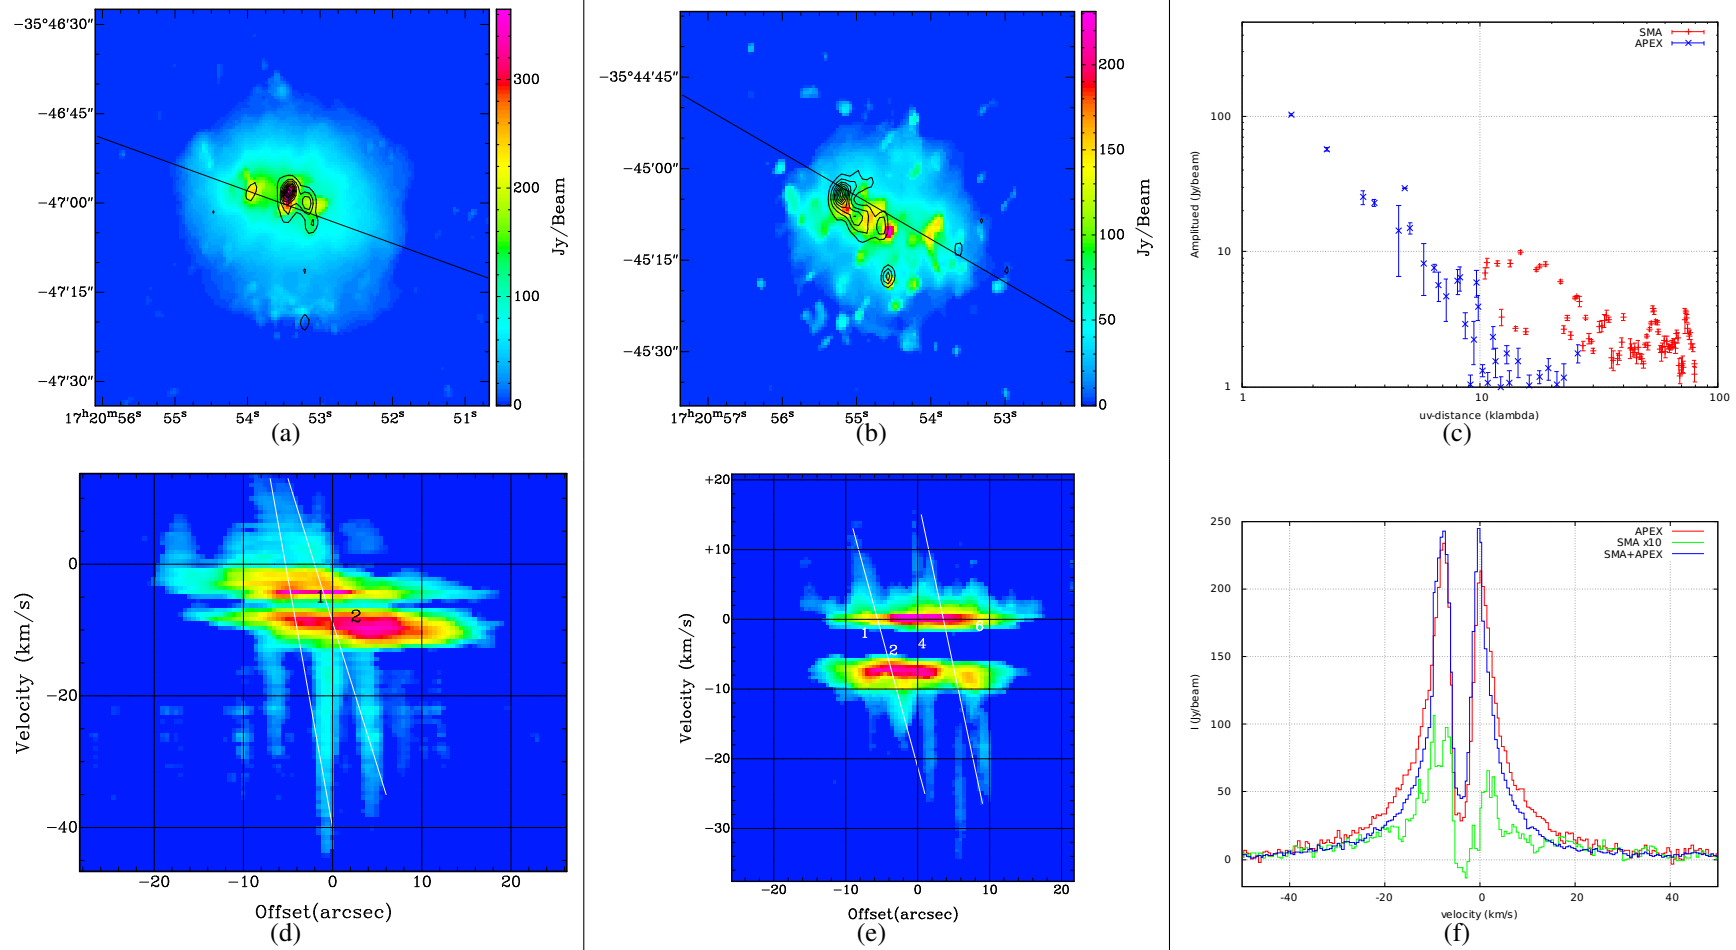 −35°46′30″
−46′45″
−47′00″
−47′15″
−47′30″
17ʰ20ᵐ56ˢ 55ˢ 54ˢ 53ˢ 52ˢ 51ˢ
300
200
100
0
Jy/Beam
(a)
−35°44′45″
−45′00″
−45′15″
−45′30″
17ʰ20ᵐ57ˢ 56ˢ 55ˢ 54ˢ 53ˢ
200
150
100
50
0
Jy/Beam
(b)
SMA
APEX
100
10
1
Amplitued (Jy/beam)
1 10 100
uv-distance (klambda)
(c)
0
−20
−40
Velocity (km/s)
1
2
−20 −10 0 10 20
Offset(arcsec)
(d)
+20
+10
0
−10
−20
−30
Velocity (km/s)
1
2
4
6
−20 −10 0 10 20
Offset(arcsec)
(e)
APEX
SMA x10
SMA+APEX
250
200
150
100
50
0
I (Jy/beam)
-40 -20 0 20 40
velocity (km/s)
(f)